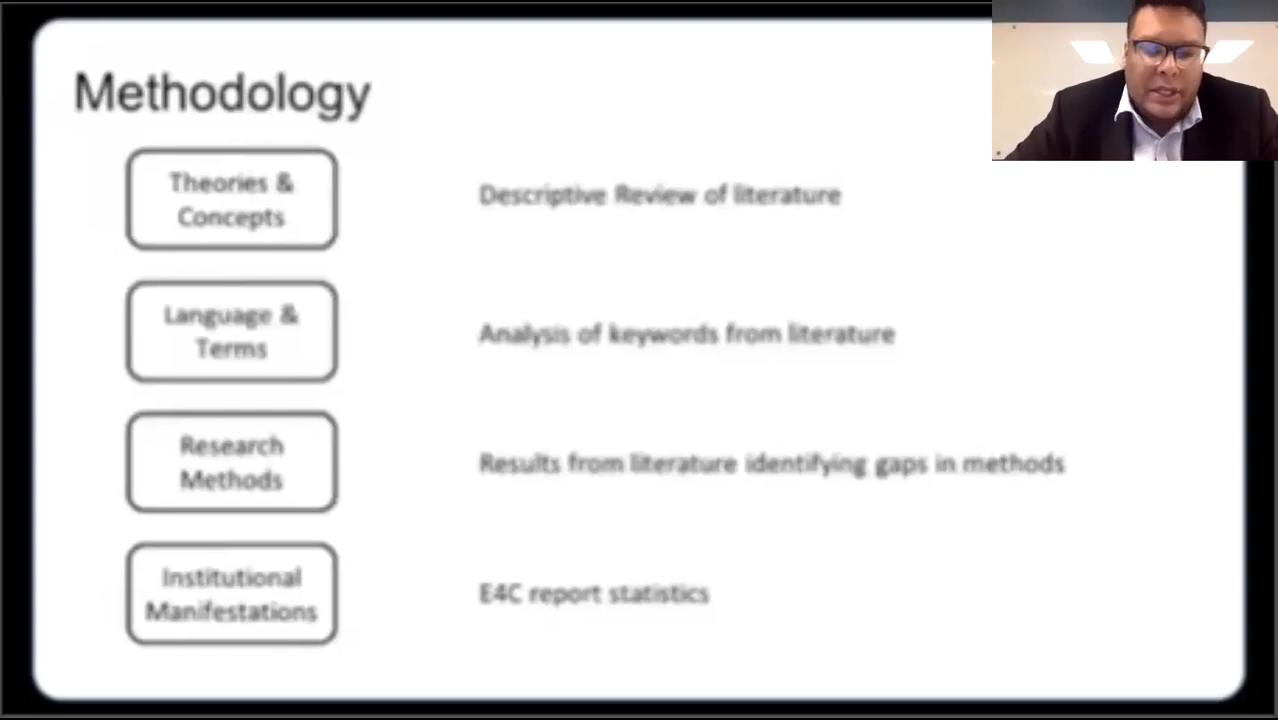 Methodology
Theories &
Concepts
Descriptive Review of literature
Language &
Terms
Analysis of keywords from literature
Research
Methods
Results from literature identifying gaps in methods
Institutional
Manifestations
E4C report statistics